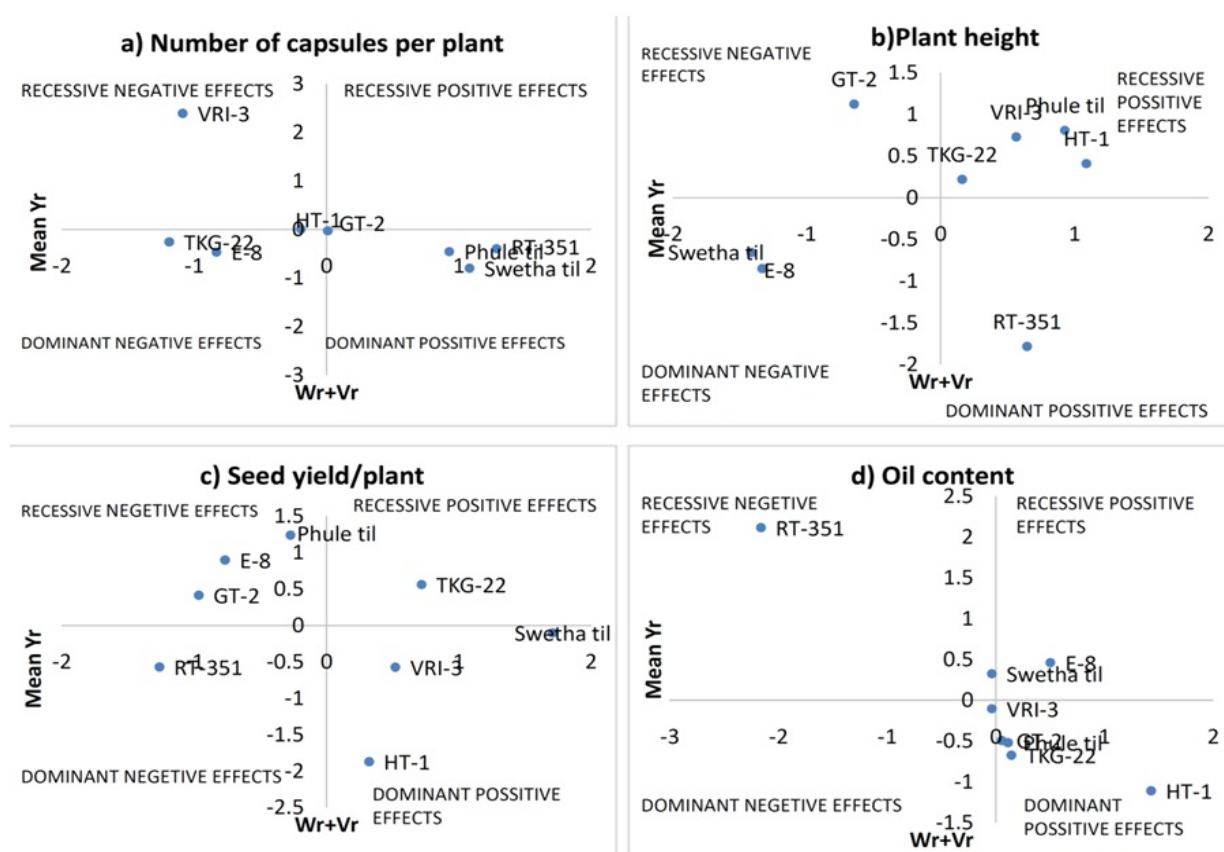 a) Number of capsules per plant
RECESSIVE NEGATIVE EFFECTS
RECESSIVE POSITIVE EFFECTS
3
2
1
0
-1
-2
-3
-2
-1
0
1
2
VRI-3
HT-1
GT-2
TKG-22
E-8
RT-351
Phule til
Swetha til
Mean Yr
DOMINANT NEGATIVE EFFECTS
DOMINANT POSSITIVE EFFECTS
Wr+Vr
b)Plant height
RECESSIVE NEGATIVE
EFFECTS
RECESSIVE
POSSITIVE
EFFECTS
1.5
1
0.5
0
-0.5
-1
-1.5
-2
-2
-1
0
1
2
GT-2
VRI-3
Phule til
HT-1
TKG-22
Swetha til
E-8
RT-351
Mean Yr
DOMINANT NEGATIVE
EFFECTS
Wr+Vr
DOMINANT POSSITIVE EFFECTS
c) Seed yield/plant
RECESSIVE NEGETIVE EFFECTS
RECESSIVE POSITIVE EFFECTS
1.5
1
0.5
0
-0.5
-1
-1.5
-2
-2.5
-2
-1
0
1
2
Phule til
E-8
GT-2
TKG-22
Swetha til
RT-351
VRI-3
HT-1
Mean Yr
DOMINANT NEGETIVE EFFECTS
DOMINANT POSSITIVE
EFFECTS
Wr+Vr
d) Oil content
RECESSIVE NEGETIVE
EFFECTS
RECESSIVE POSSITIVE
EFFECTS
2.5
2
1.5
1
0.5
0
-0.5
-1
-1.5
-3
-2
-1
0
1
2
RT-351
E-8
Swetha til
VRI-3
GT-2
Phule til
TKG-22
HT-1
Mean Yr
DOMINANT NEGETIVE EFFECTS
DOMINANT
POSSITIVE EFFECTS
Wr+Vr